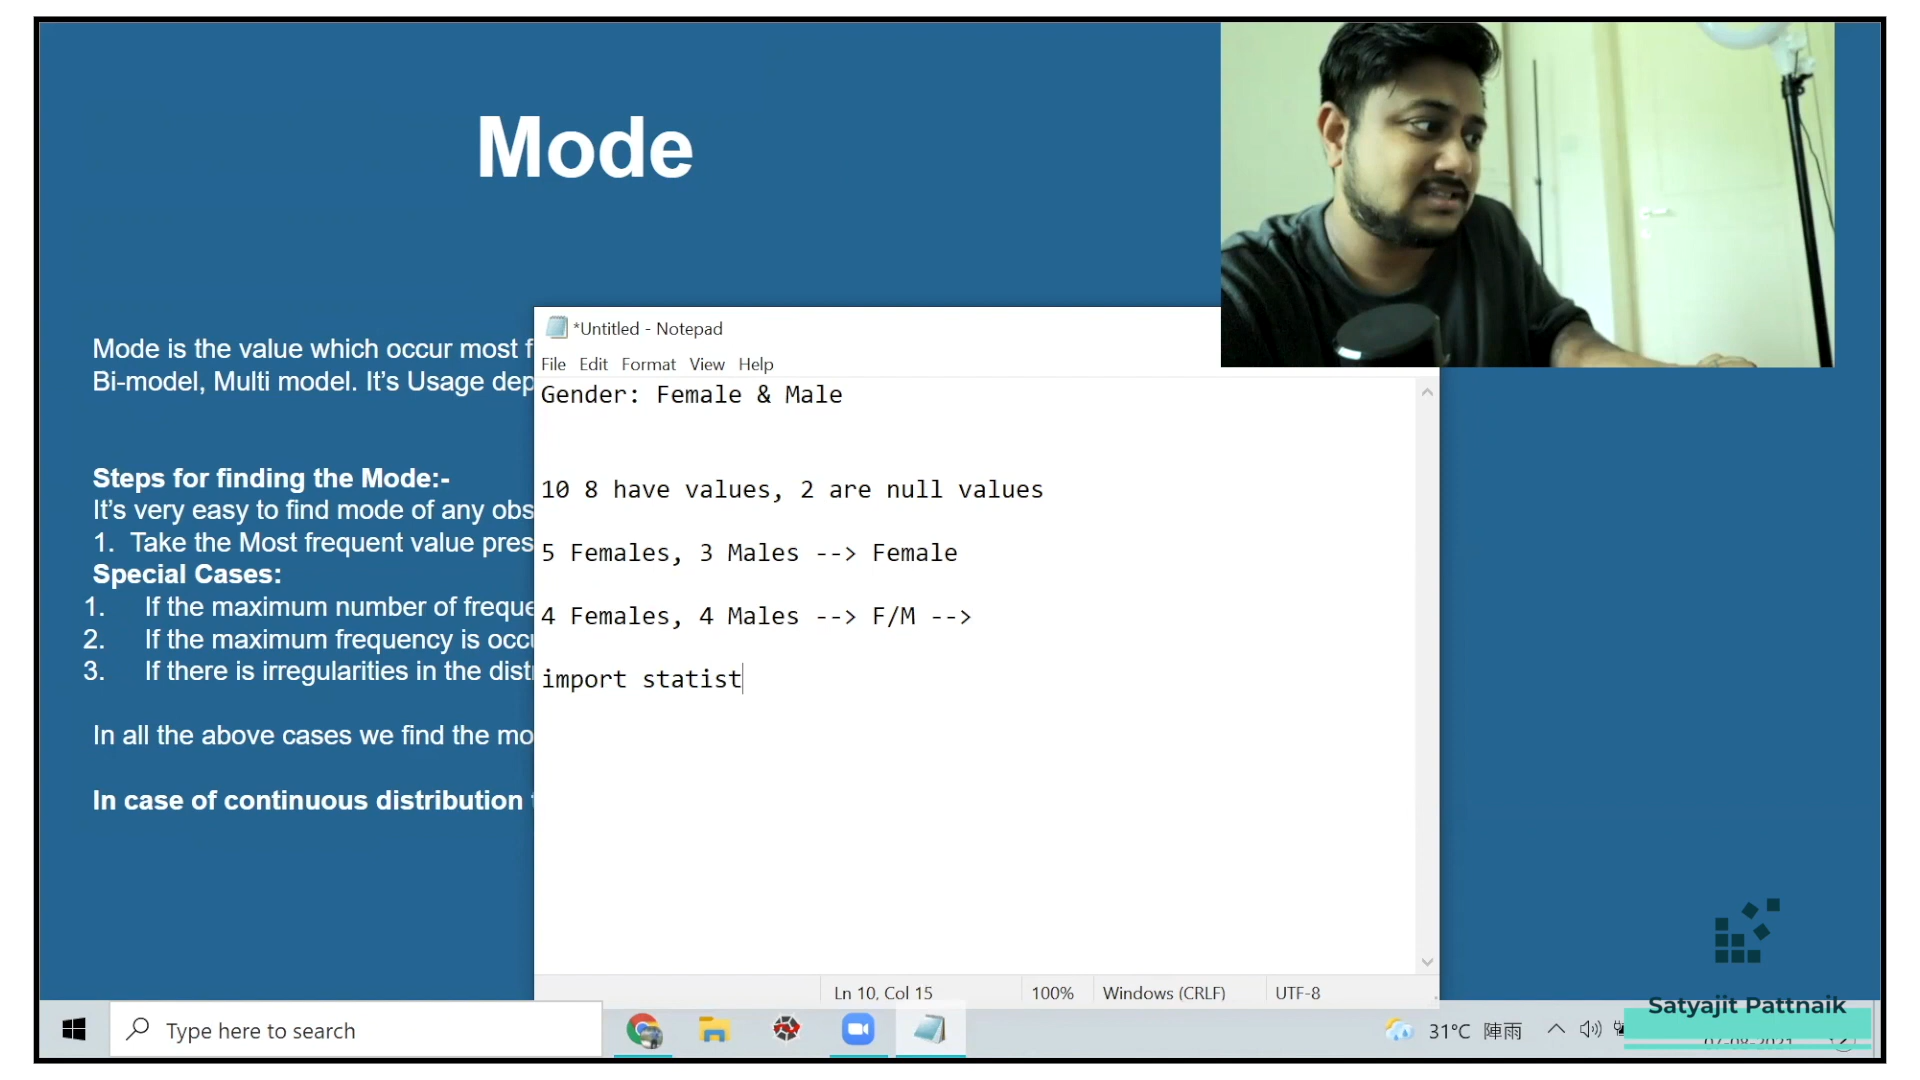 Mode
Mode is the value which occur most f
Bi-model, Multi model. It's Usage dep
Steps for finding the Mode:-
It's very easy to find mode of any obs
1. Take the Most frequent value pres
Special Cases:
1. If the maximum number of freque
2. If the maximum frequency is occu
3. If there is irregularities in the dist
In all the above cases we find the mo
In case of continuous distribution
*Untitled - Notepad
File Edit Format View Help
Gender: Female & Male
10 8 have values, 2 are null values
5 Females, 3 Males --> Female
4 Females, 4 Males --> F/M -->
import statist
Ln 10, Col 15 100% Windows (CRLF) UTF-8
Type here to search
31°C 陣雨
Satyajit Pattnaik